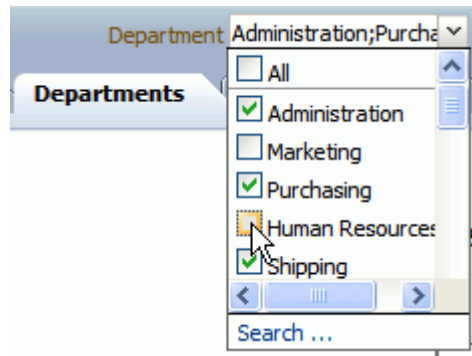 Department Administration;Purcha
All
Departments
Administration
Marketing
Purchasing
Human Resources
Shipping
Search ...